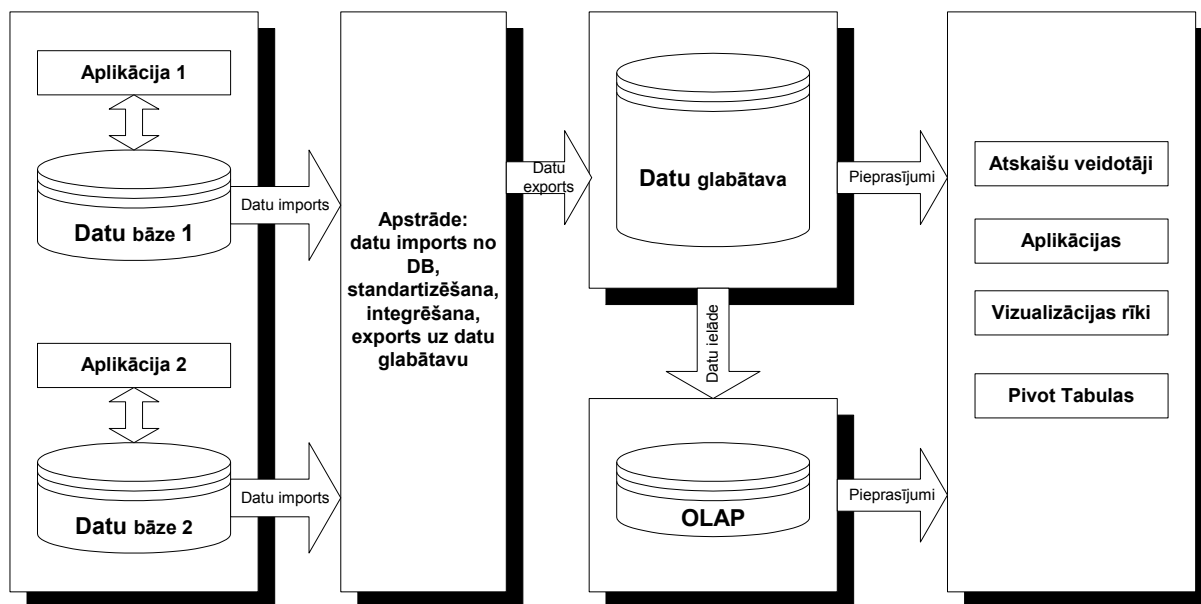 Aplikācija 1
Datu bāze 1
Aplikācija 2
Datu bāze 2
Datu imports
Datu imports
Apstrāde:
datu imports no
DB,
standartizēšana,
integrēšana,
exports uz datu
glabātavu
Datu
exports
Datu glabātava
Datu ielāde
OLAP
Pieprasījumi
Pieprasījumi
Atskaišu veidotāji
Aplikācijas
Vizualizācijas rīki
Pivot Tabulas